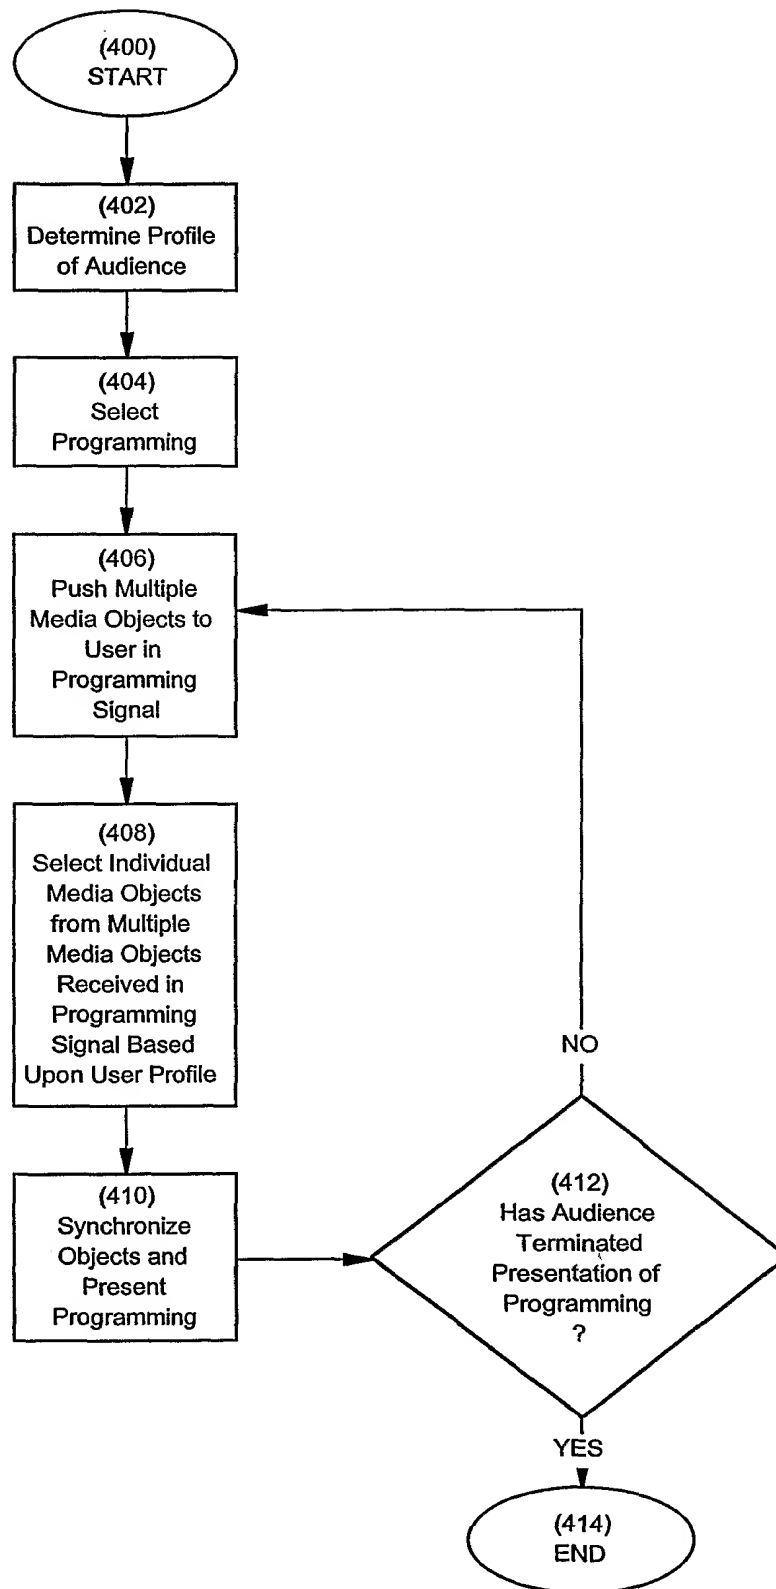 (400)
START
(402)
Determine Profile
of Audience
(404)
Select
Programming
(406)
Push Multiple
Media Objects to
User in
Programming
Signal
(408)
Select Individual
Media Objects
from Multiple
Media Objects
Received in
Programming
Signal Based
Upon User Profile
(410)
Synchronize
Objects and
Present
Programming
NO
(412)
Has Audience
Terminated
Presentation of
Programming
?
YES
(414)
END